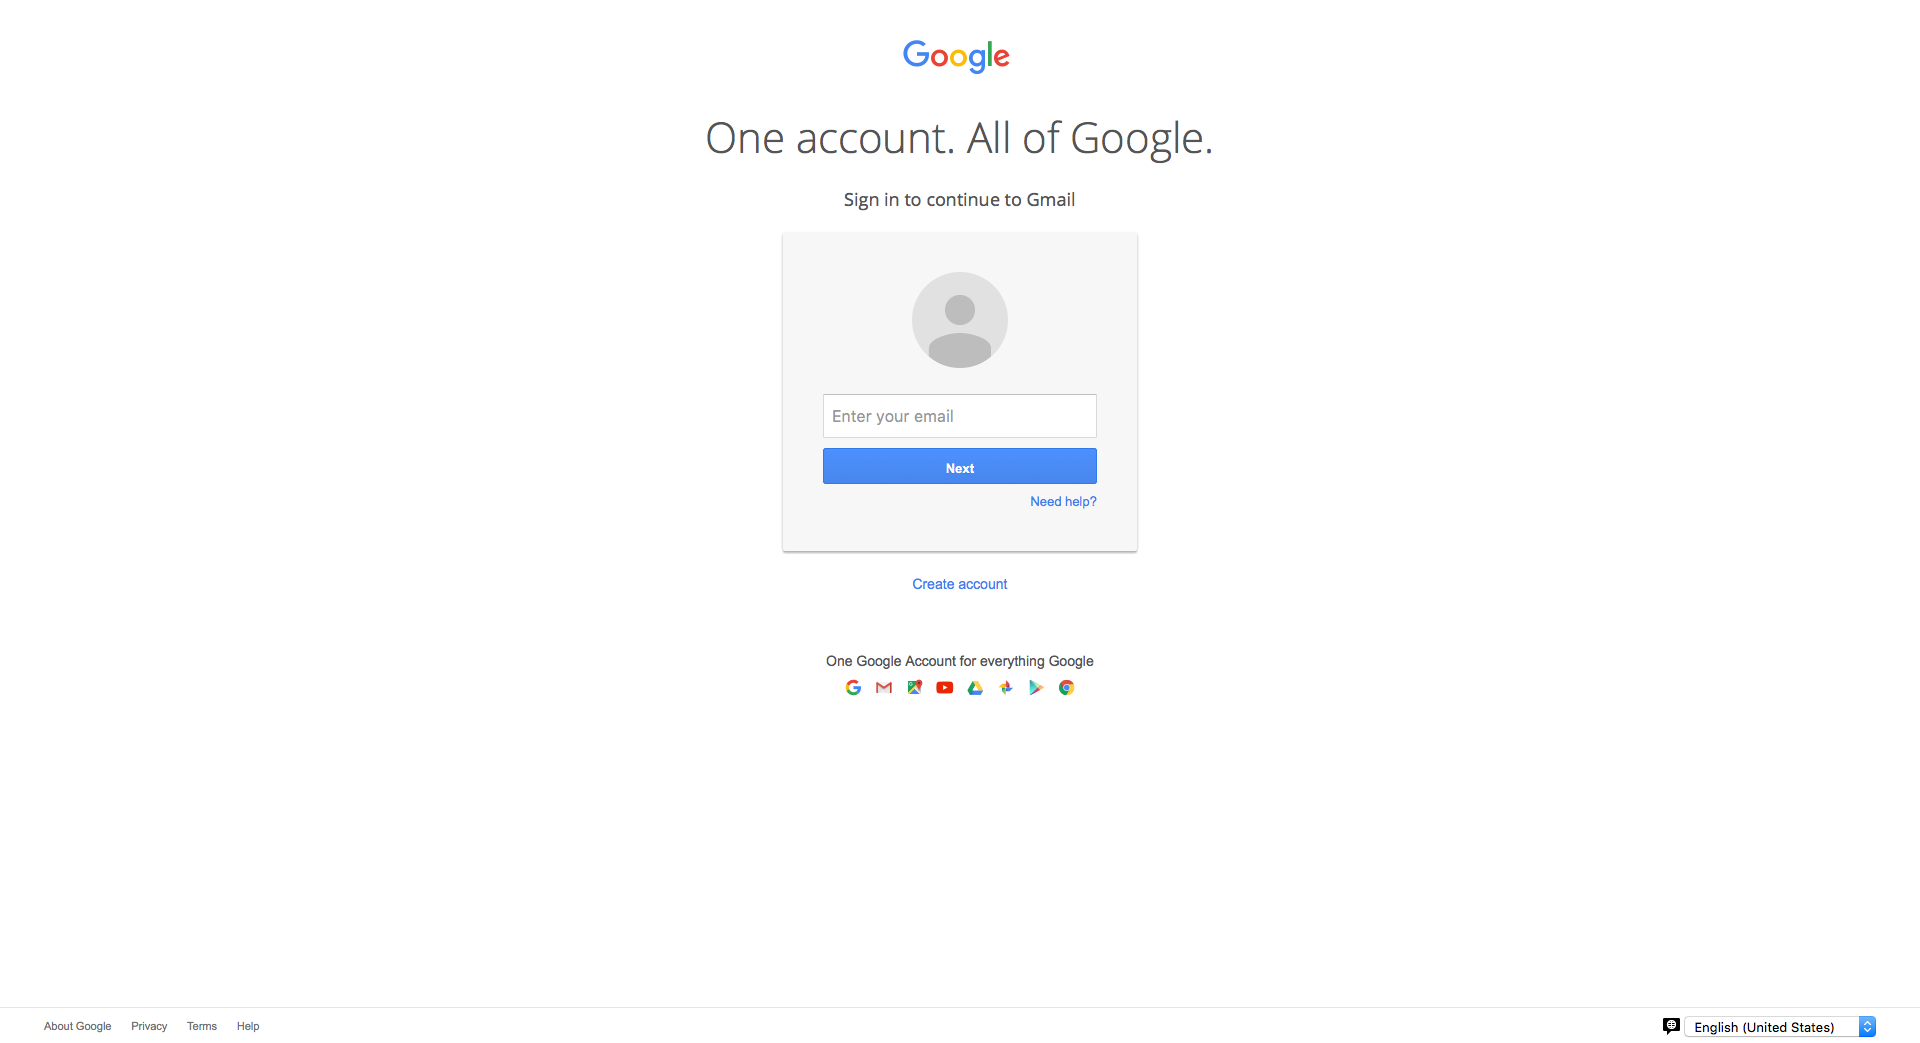 Google
One account. All of Google.
Sign in to continue to Gmail
Enter your email
Next
Need help?
Create account
One Google Account for everything Google
About Google Privacy Terms Help
English (United States)